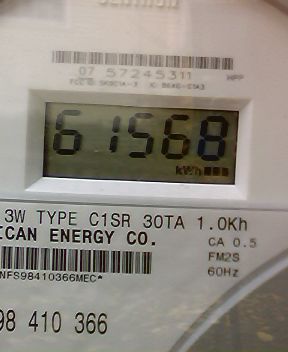 07 57245311
61568
kWh
3W TYPE C1SR 30TA 1.0Kh
ICAN ENERGY CO.
CA 0.5
FM2S
60Hz
NFS98410366MEC*
98 410 366